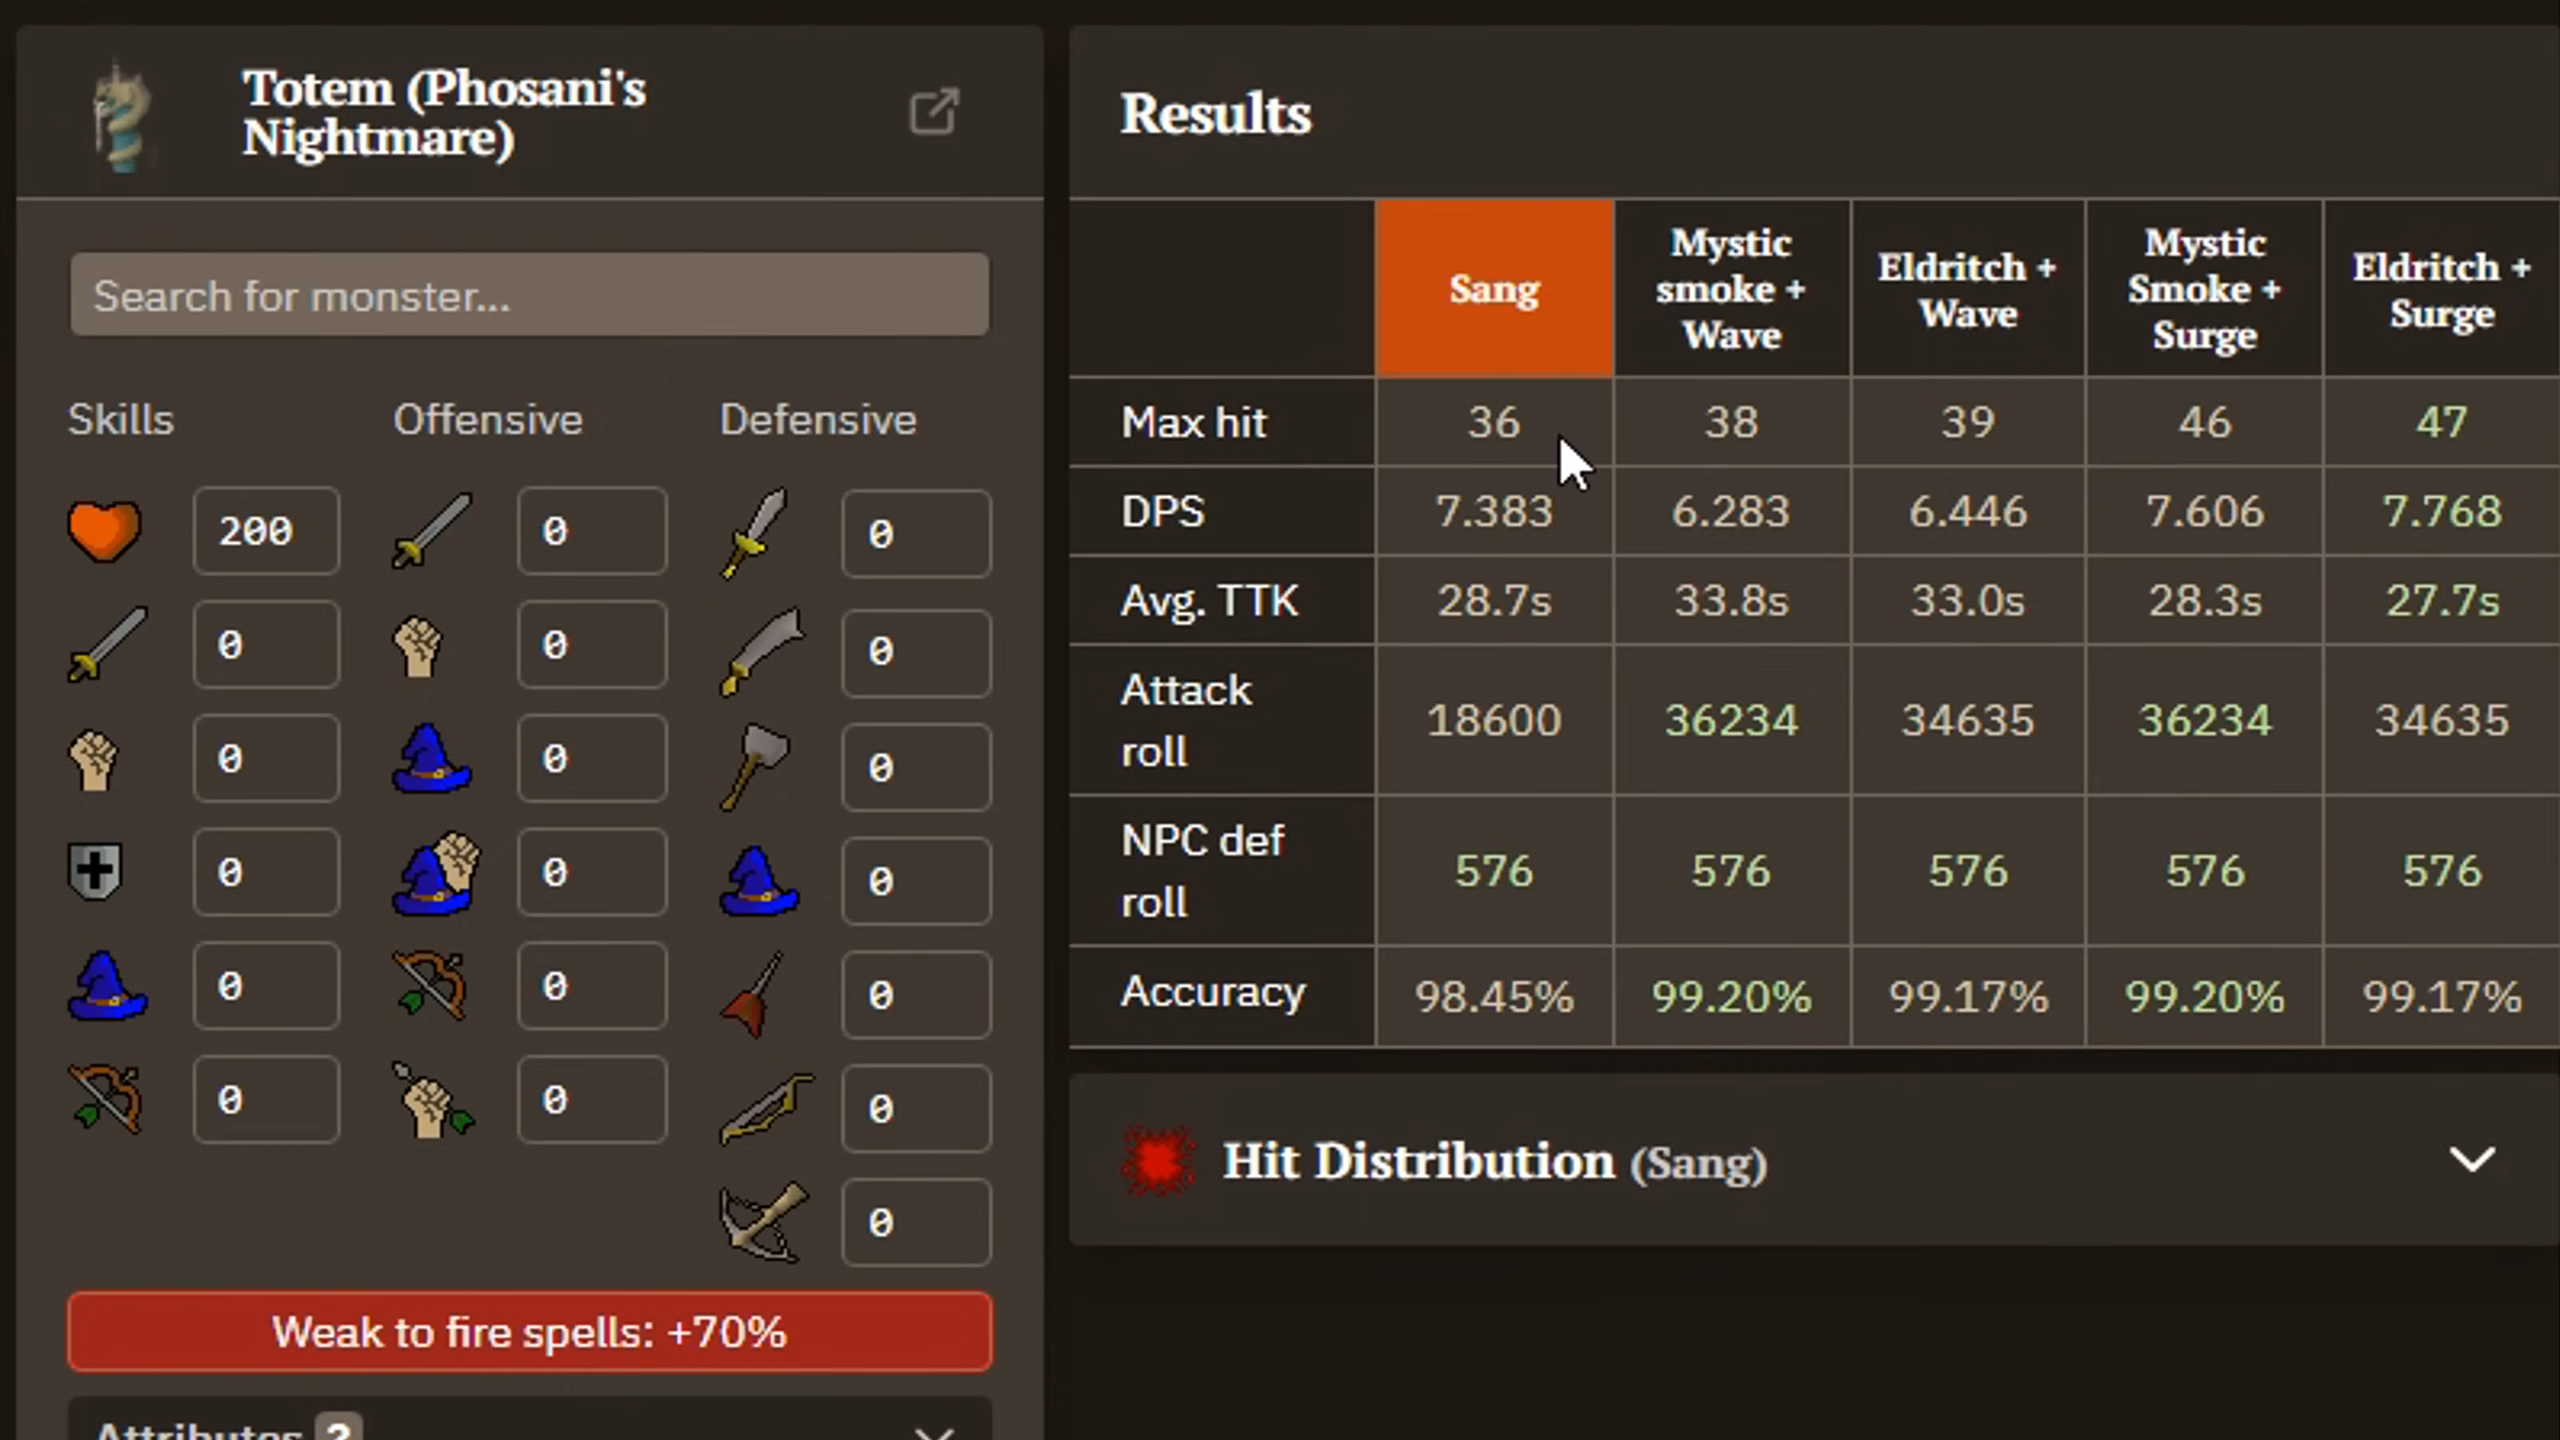 Totem (Phosani's
Nightmare)
Search for monster...
Skills Offensive Defensive
200 0 0
0 0 0
0 0 0
0 0 0
0 0 0
0 0 0
0
Weak to fire spells: +70%
Attributes ?
Results
Sang Mystic smoke + Wave Eldritch + Wave Mystic Smoke + Surge Eldritch + Surge
Max hit 36 38 39 46 47
DPS 7.383 6.283 6.446 7.606 7.768
Avg. TTK 28.7s 33.8s 33.0s 28.3s 27.7s
Attack roll 18600 36234 34635 36234 34635
NPC def roll 576 576 576 576 576
Accuracy 98.45% 99.20% 99.17% 99.20% 99.17%
Hit Distribution (Sang)